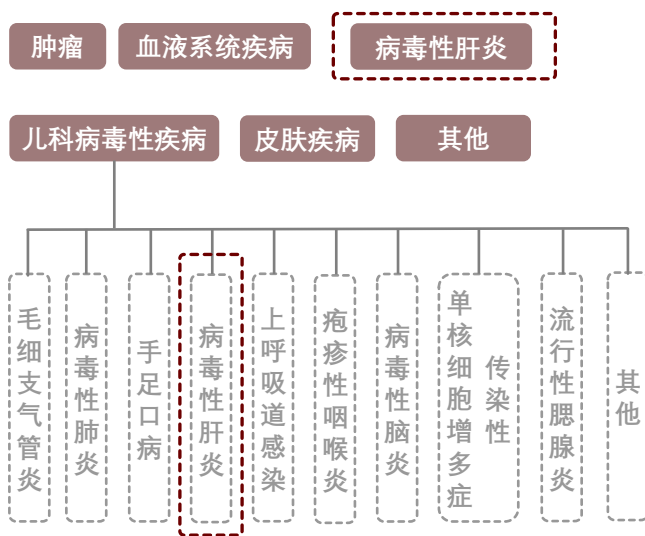 肿瘤
血液系统疾病
病毒性肝炎
儿科病毒性疾病
皮肤疾病
其他
毛细支气管炎
病毒性肺炎
手足口病
病毒性肝炎
上呼吸道感染
疱疹性咽喉炎
病毒性脑炎
传染性
单核细胞增多症
流行性腮腺炎
其他